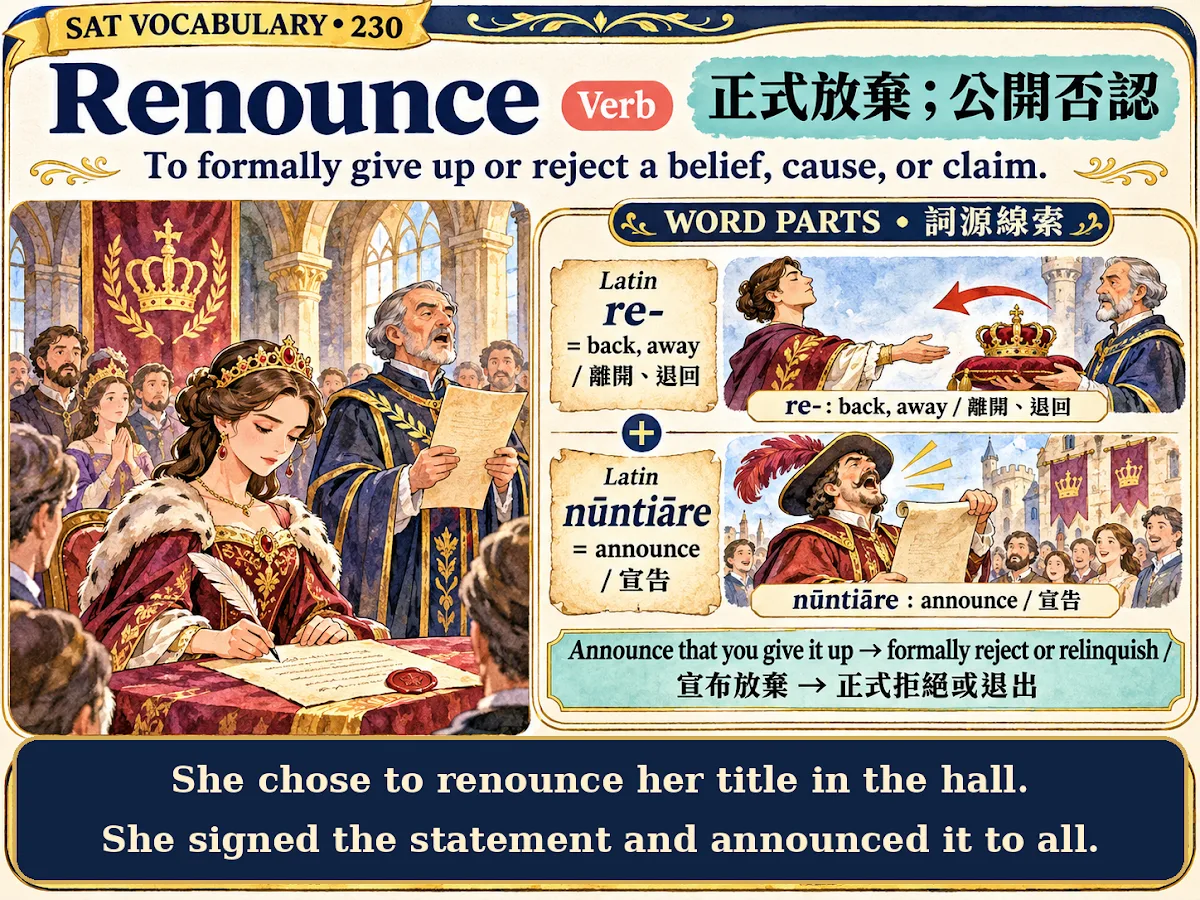 SAT VOCABULARY • 230
Renounce
Verb
正式放棄；公開否認
To formally give up or reject a belief, cause, or claim.
WORD PARTS • 詞源線索
Latin
re-
= back, away
/ 離開、退回
re- : back, away / 離開、退回
+
Latin
nūntiāre
= announce
/ 宣告
nūntiāre : announce / 宣告
Announce that you give it up → formally reject or relinquish /
宣布放棄 → 正式拒絕或退出
She chose to renounce her title in the hall.
She signed the statement and announced it to all.